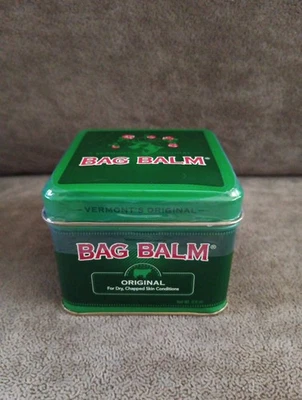 BAG BALM®
VERMONT'S ORIGINAL
BAG BALM®
ORIGINAL
For Dry, Chapped Skin Conditions